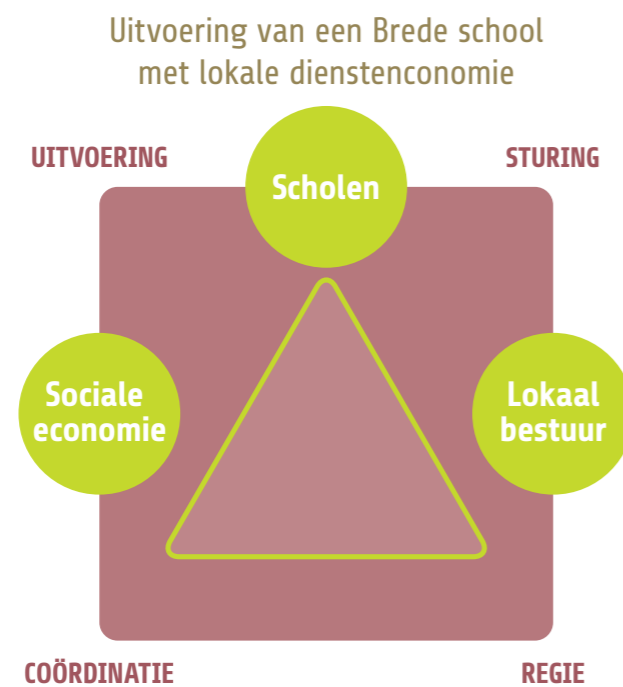 Uitvoering van een Brede school
met lokale dienstenconomie
UITVOERING
STURING
Scholen
Sociale
economie
Lokaal
bestuur
COÖRDINATIE
REGIE